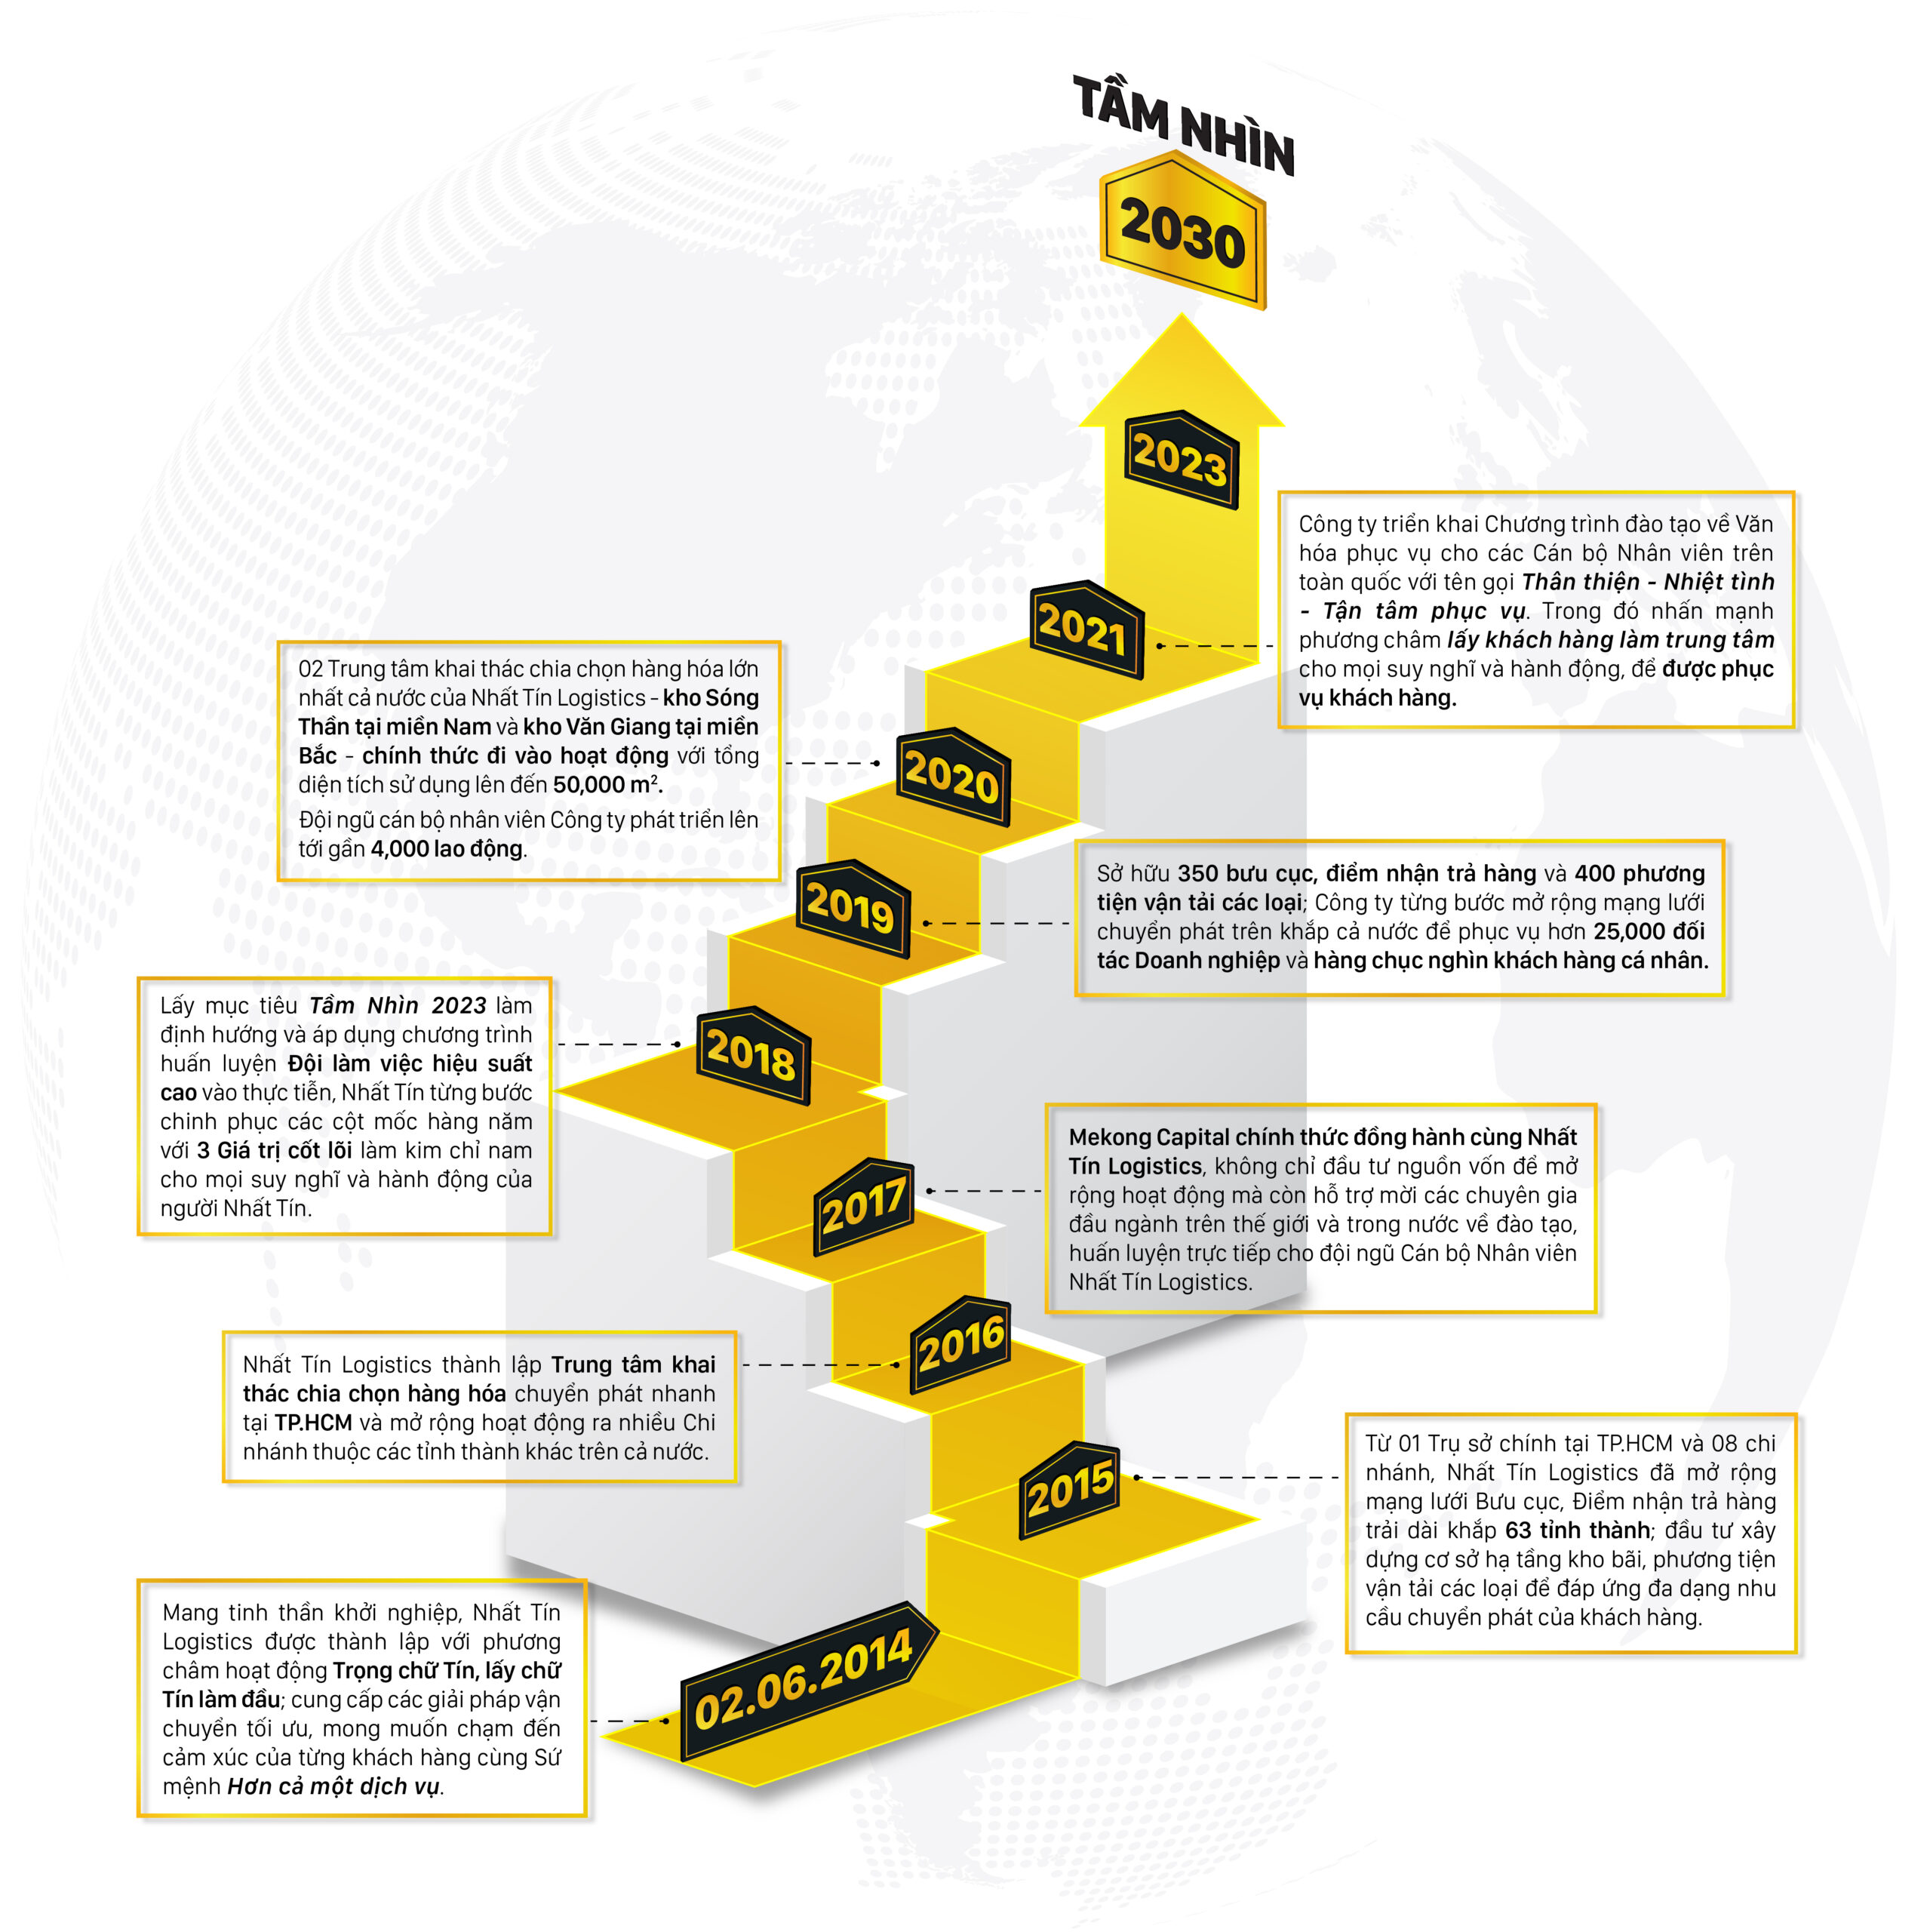 TẦM NHÌN
2030
2023
Công ty triển khai Chương trình đào tạo về Văn
hóa phục vụ cho các Cán bộ Nhân viên trên
toàn quốc với tên gọi Thân thiện - Nhiệt tình
- Tận tâm phục vụ. Trong đó nhấn mạnh
phương châm lấy khách hàng làm trung tâm
cho mọi suy nghĩ và hành động, để được phục
vụ khách hàng.
2021
02 Trung tâm khai thác chia chọn hàng hóa lớn
nhất cả nước của Nhất Tín Logistics - kho Sóng
Thần tại miền Nam và kho Văn Giang tại miền
Bắc - chính thức đi vào hoạt động với tổng
diện tích sử dụng lên đến 50,000 m².
Đội ngũ cán bộ nhân viên Công ty phát triển lên
tới gần 4,000 lao động.
2020
Sở hữu 350 bưu cục, điểm nhận trả hàng và 400 phương
tiện vận tải các loại; Công ty từng bước mở rộng mạng lưới
chuyển phát trên khắp cả nước để phục vụ hơn 25,000 đối
tác Doanh nghiệp và hàng chục nghìn khách hàng cá nhân.
2019
Lấy mục tiêu Tầm Nhìn 2023 làm
định hướng và áp dụng chương trình
huấn luyện Đội làm việc hiệu suất
cao vào thực tiễn, Nhất Tín từng bước
chinh phục các cột mốc hàng năm
với 3 Giá trị cốt lõi làm kim chỉ nam
cho mọi suy nghĩ và hành động của
người Nhất Tín.
2018
Mekong Capital chính thức đồng hành cùng Nhất
Tín Logistics, không chỉ đầu tư nguồn vốn để mở
rộng hoạt động mà còn hỗ trợ mời các chuyên gia
đầu ngành trên thế giới và trong nước về đào tạo,
huấn luyện trực tiếp cho đội ngũ Cán bộ Nhân viên
Nhất Tín Logistics.
2017
Nhất Tín Logistics thành lập Trung tâm khai
thác chia chọn hàng hóa chuyển phát nhanh
tại TP.HCM và mở rộng hoạt động ra nhiều Chi
nhánh thuộc các tỉnh thành khác trên cả nước.
2016
Từ 01 Trụ sở chính tại TP.HCM và 08 chi
nhánh, Nhất Tín Logistics đã mở rộng
mạng lưới Bưu cục, Điểm nhận trả hàng
trải dài khắp 63 tỉnh thành; đầu tư xây
dựng cơ sở hạ tầng kho bãi, phương tiện
vận tải các loại để đáp ứng đa dạng nhu
cầu chuyển phát của khách hàng.
2015
Mang tinh thần khởi nghiệp, Nhất Tín
Logistics được thành lập với phương
châm hoạt động Trọng chữ Tín, lấy chữ
Tín làm đầu; cung cấp các giải pháp vận
chuyển tối ưu, mong muốn chạm đến
cảm xúc của từng khách hàng cùng Sứ
mệnh Hơn cả một dịch vụ.
02.06.2014